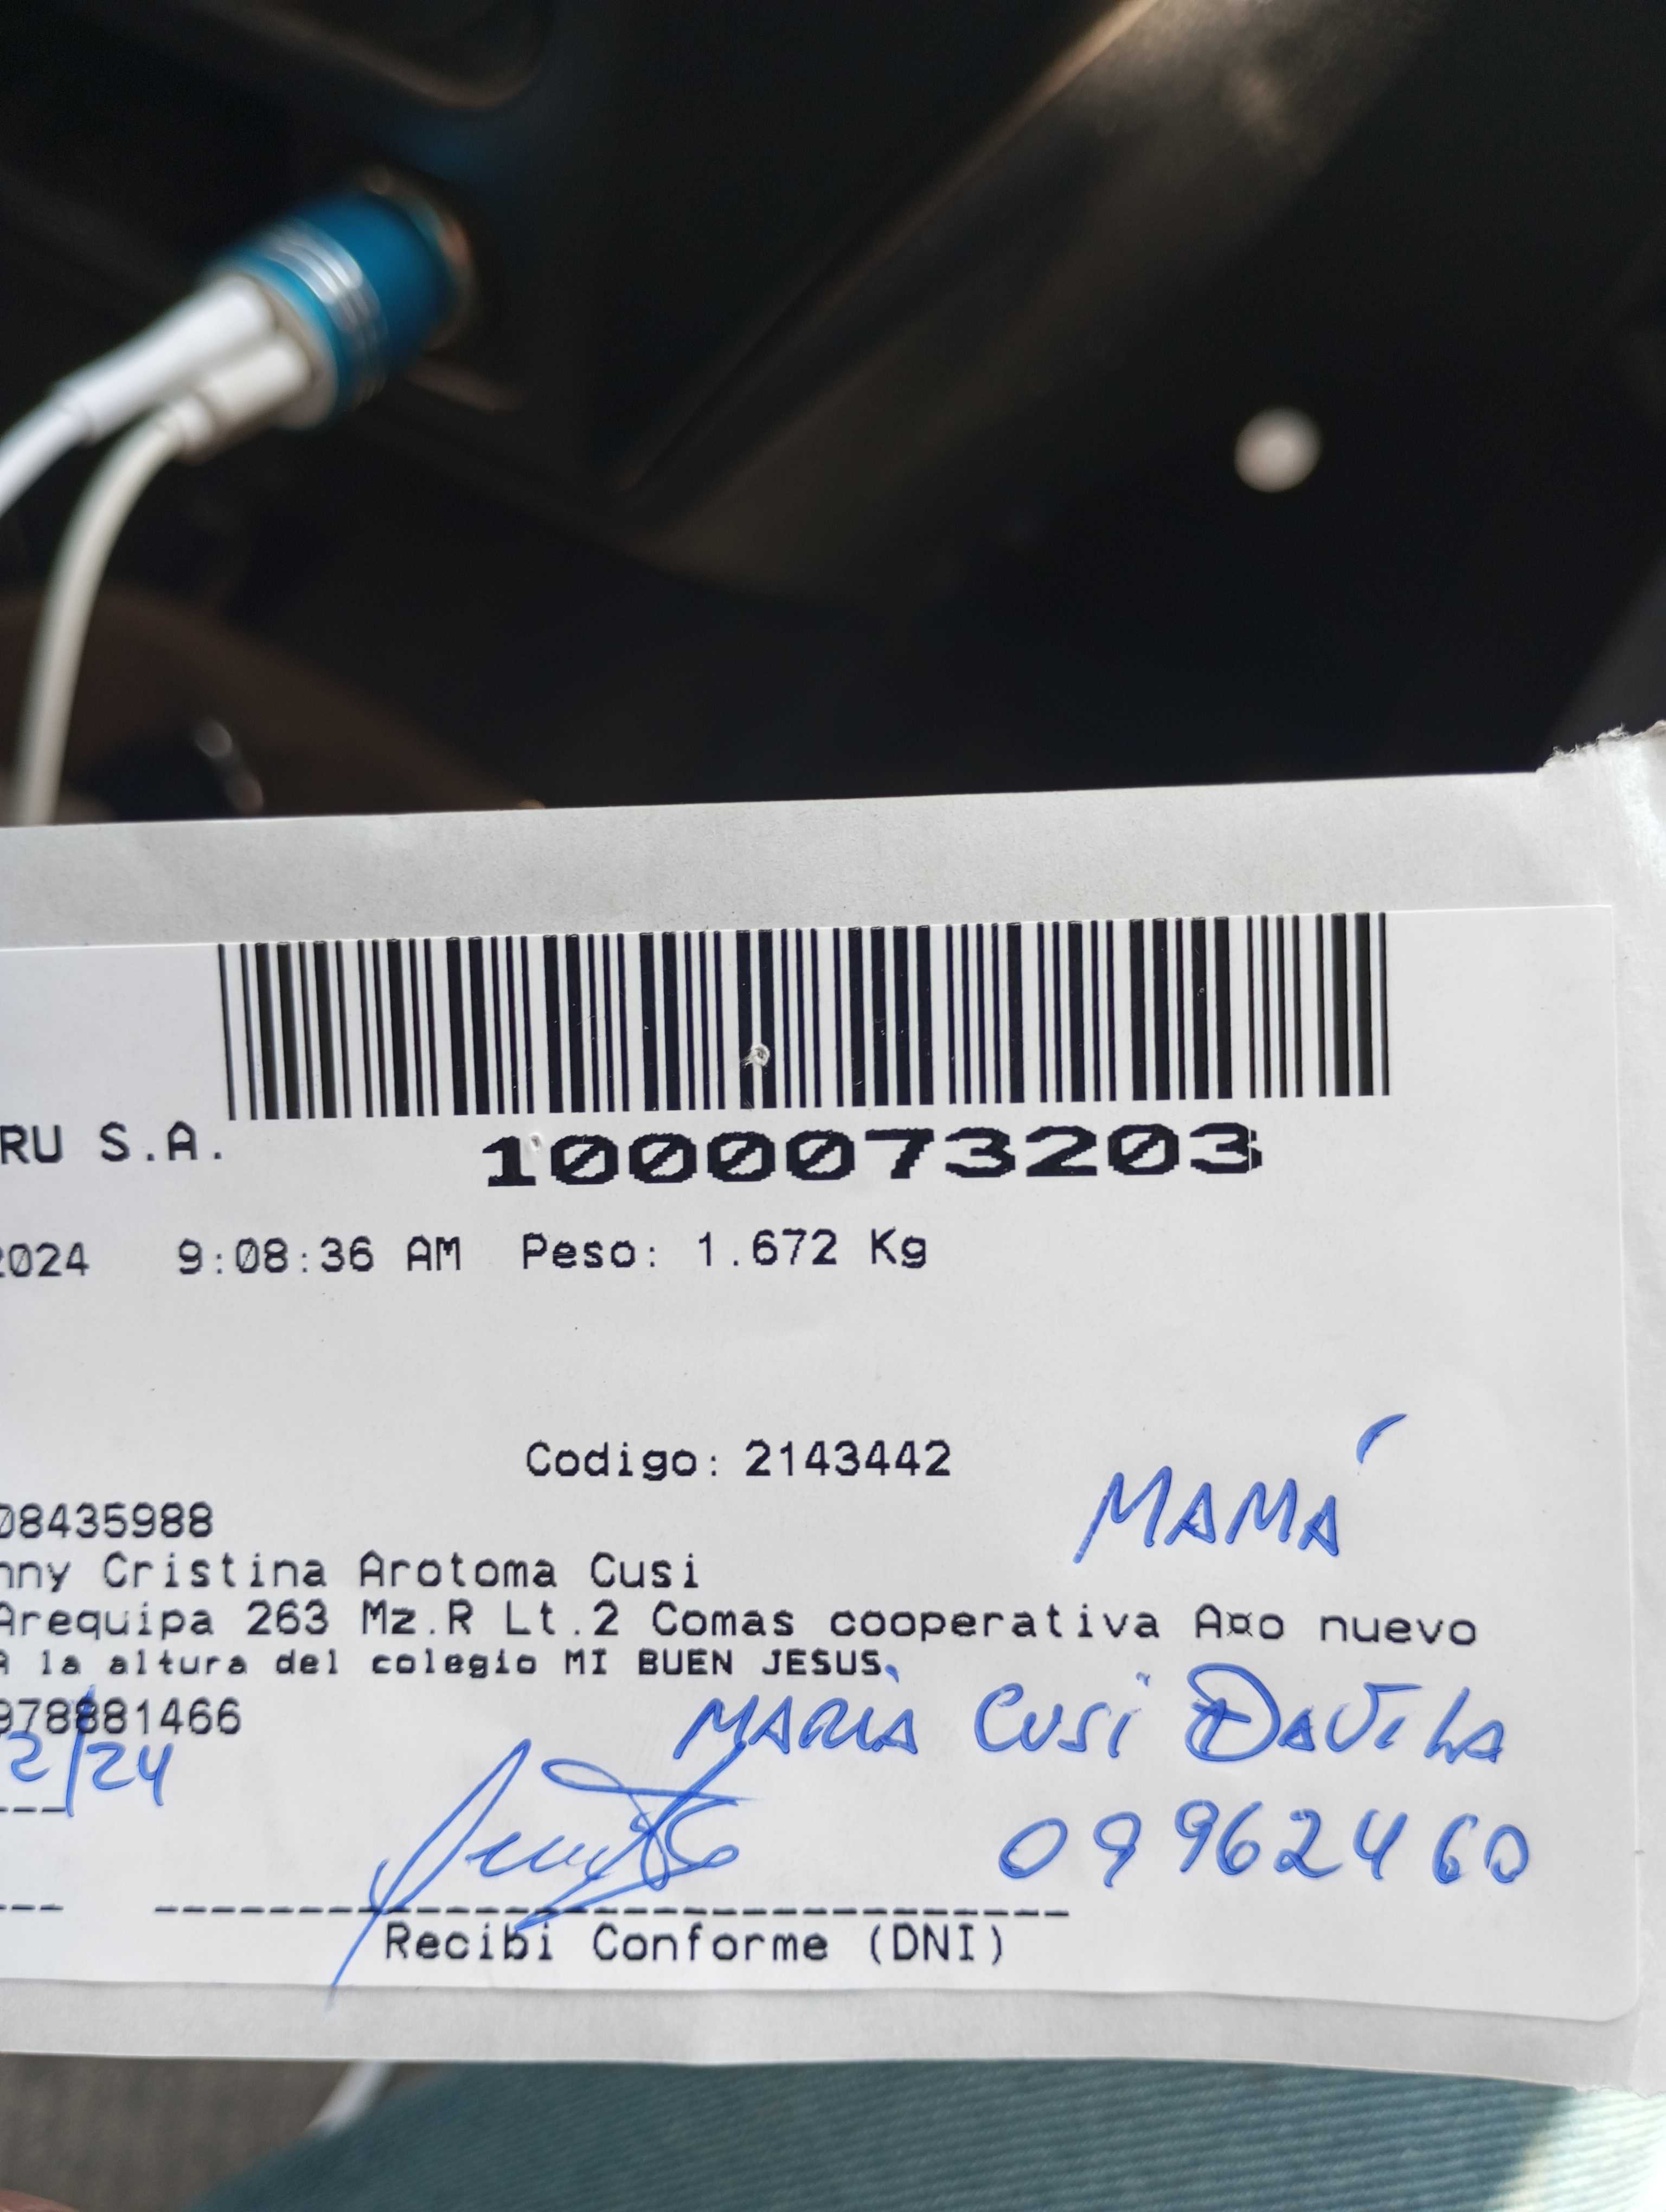 RU S.A.
1000073203
2024 9:08:36 AM Peso: 1.672 Kg
Codigo: 2143442
MAMÁ
08435988
nny Cristina Arotoma Cusi
Arequipa 263 Mz.R Lt.2 Comas cooperativa A¤o nuevo
A la altura del colegio MI BUEN JESUS.
978881466
MARIA CUSI DAVILA
2/24
09962460
Recibi Conforme (DNI)